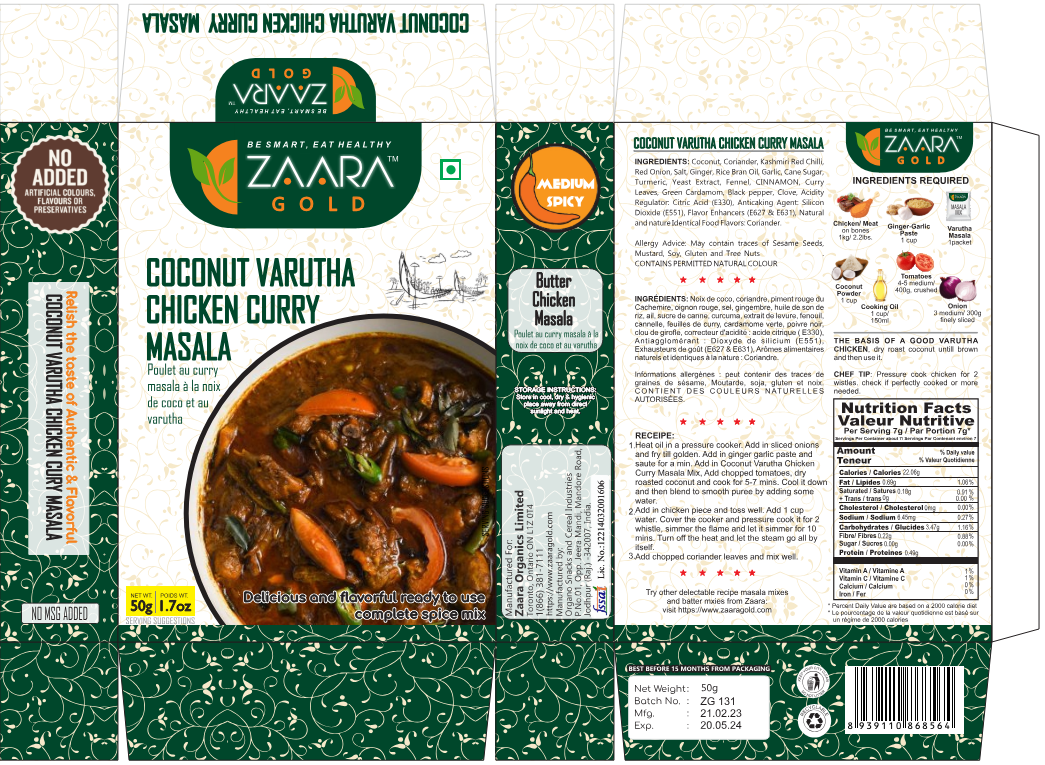 COCONUT VARUTHA CHICKEN CURRY MASALA
BE SMART, EAT HEALTHY
ZAARA™
GOLD
NO
ADDED
ARTIFICIAL COLOURS,
FLAVOURS OR
PRESERVATIVES
Relish the taste of Authentic & Flavorful
COCONUT VARUTHA CHICKEN CURY MASALA
NO MSG ADDED
BE SMART, EAT HEALTHY
ZAARA™
GOLD
COCONUT VARUTHA
CHICKEN CURRY
MASALA
Poulet au curry
masala à la noix
de coco et au
varutha
NET WT.
50g
POIDS WT.
1.7oz
SERVING SUGGESTIONS
Delicious and flavorful ready to use
complete spice mix
MEDIUM
SPICY
Butter
Chicken
Masala
Poulet au curry masala à la
noix de coco et au varutha
STORAGE INSTRUCTIONS:
Store in cool, dry & hygienic
place away from direct
sunlight and heat.
Manufactured For:
Zaara Organics Limited
Toronto, Ontario ON L1Z 0T4
1(866) 381-7111
https://www.zaaragold.com
Manufactured by:
Organo Snacks and Cereal Industries
P.No.01, Opp. Jeera Mandi, Mandore Road,
Jodhpur (Raj.) -342007, India.
fssai Lic. No.:12214032001606
COCONUT VARUTHA CHICKEN CURRY MASALA
INGREDIENTS: Coconut, Coriander, Kashmiri Red Chilli,
Red Onion, Salt, Ginger, Rice Bran Oil, Garlic, Cane Sugar,
Turmeric, Yeast Extract, Fennel, CINNAMON, Curry
Leaves, Green Cardamom, Black pepper, Clove, Acidity
Regulator: Citric Acid (E330), Anticaking Agent: Silicon
Dioxide (E551), Flavor Enhancers (E627 & E631), Natural
and nature Identical Food Flavors: Coriander.
Allergy Advice: May contain traces of Sesame Seeds,
Mustard, Soy, Gluten and Tree Nuts
CONTAINS PERMITTED NATURAL COLOUR
INGRÉDIENTS: Noix de coco, coriandre, piment rouge du
Cachemire, oignon rouge, sel, gingembre, huile de son de
riz, ail, sucre de canne, curcuma, extrait de levure, fenouil,
cannelle, feuilles de curry, cardamome verte, poivre noir,
clou de girofle, correcteur d'acidité : acide citrique ( E330),
Antiagglomérant : Dioxyde de silicium (E551),
Exhausteurs de goût (E627 & E631), Arômes alimentaires
naturels et identiques à la nature : Coriandre.
Informations allergènes : peut contenir des traces de
graines de sésame, Moutarde, soja, gluten et noix.
CONTIENT DES COULEURS NATURELLES
AUTORISÉES.
RECEIPE:
1.Heat oil in a pressure cooker. Add in sliced onions
and fry till golden. Add in ginger garlic paste and
saute for a min. Add in Coconut Varutha Chicken
Curry Masala Mix, Add chopped tomatoes, dry
roasted coconut and cook for 5-7 mins. Cool it down
and then blend to smooth puree by adding some
water.
2.Add in chicken piece and toss well. Add 1 cup
water. Cover the cooker and pressure cook it for 2
whistle, simmer the flame and let it simmer for 10
mins. Turn off the heat and let the steam go all by
itself.
3.Add chopped coriander leaves and mix well.
Try other delectable recipe masala mixes
and batter mxies from Zaara:
visit https://www.zaaragold.com
BE SMART, EAT HEALTHY
ZAARA™
GOLD
INGREDIENTS REQUIRED
Chicken/ Meat
on bones
1kg/ 2.2lbs.
Ginger-Garlic
Paste
1 cup
MASALA
MIX
Varutha
Masala
1packet
Coconut
Powder
1 cup
Cooking Oil
1 cup/
150ml
Tomatoes
4-5 medium/
400g, crushed
Onion
3 medium/ 300g
finely sliced
THE BASIS OF A GOOD VARUTHA
CHICKEN, dry roast coconut untill brown
and then use it.
CHEF TIP: Pressure cook chicken for 2
wistles. check if perfectly cooked or more
needed.
Nutrition Facts
Valeur Nutritive
Per Serving 7g / Par Portion 7g*
Servings Per Container about 7/ Servings Par Contenant environ 7
Amount
Teneur
% Daily value
% Valeur Quotidienne
Calories / Calories 22.06g
Fat / Lipides 0.69g 1.06%
Saturated / Satures 0.18g 0.91%
+ Trans / trans 0g 0.00 %
Cholesterol / Cholesterol 0mg 0.00%
Sodium / Sodium 6.45mg 0.27%
Carbohydrates / Glucides 3.47g 1.16%
Fibre/ Fibres 0.22g 0.88%
Sugar / Sucres 0.00g 0.00%
Protein / Proteines 0.49g
Vitamin A / Vitamine A 1%
Vitamin C / Vitamine C 1%
Calcium / Calcium 0%
Iron / Fer 0%
* Percent Daily Value are based on a 2000 calorie diet
* Le pourcentage de la valeur quotidienne est basé sur
un régime de 2000 calories
BEST BEFORE 15 MONTHS FROM PACKAGING
Net Weight: 50g
Batch No. : ZG 131
Mfg. : 21.02.23
Exp. : 20.05.24
RECYCLABLE
8 939110 868564